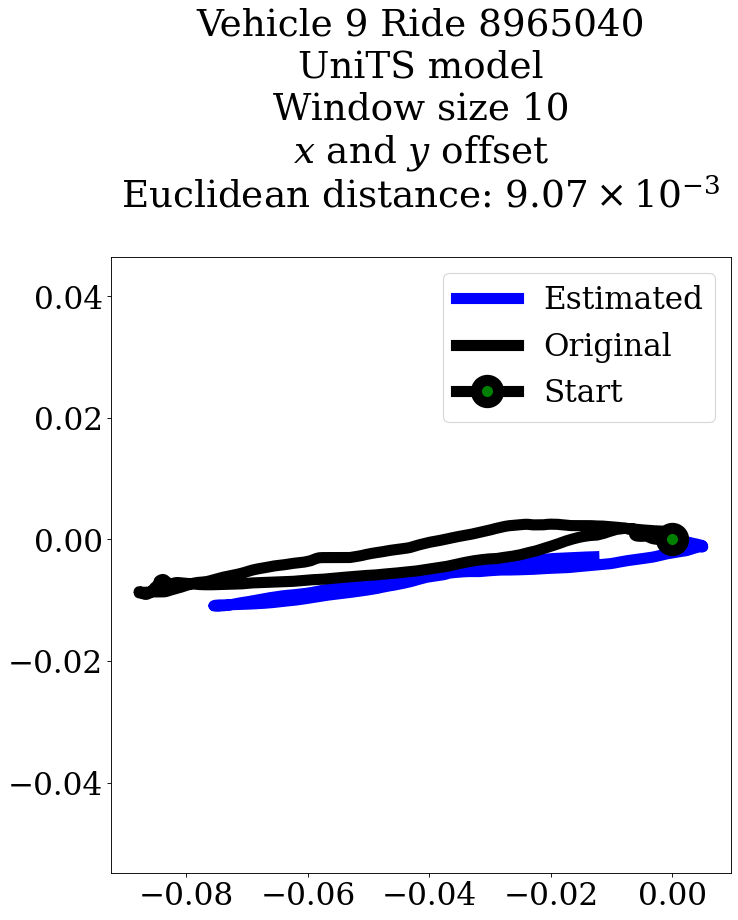 Vehicle 9 Ride 8965040
UniTS model
Window size 10
x and y offset
Euclidean distance: 9.07 × 10⁻³
Estimated
Original
Start
0.04
0.02
0.00
−0.02
−0.04
−0.08 −0.06 −0.04 −0.02 0.00